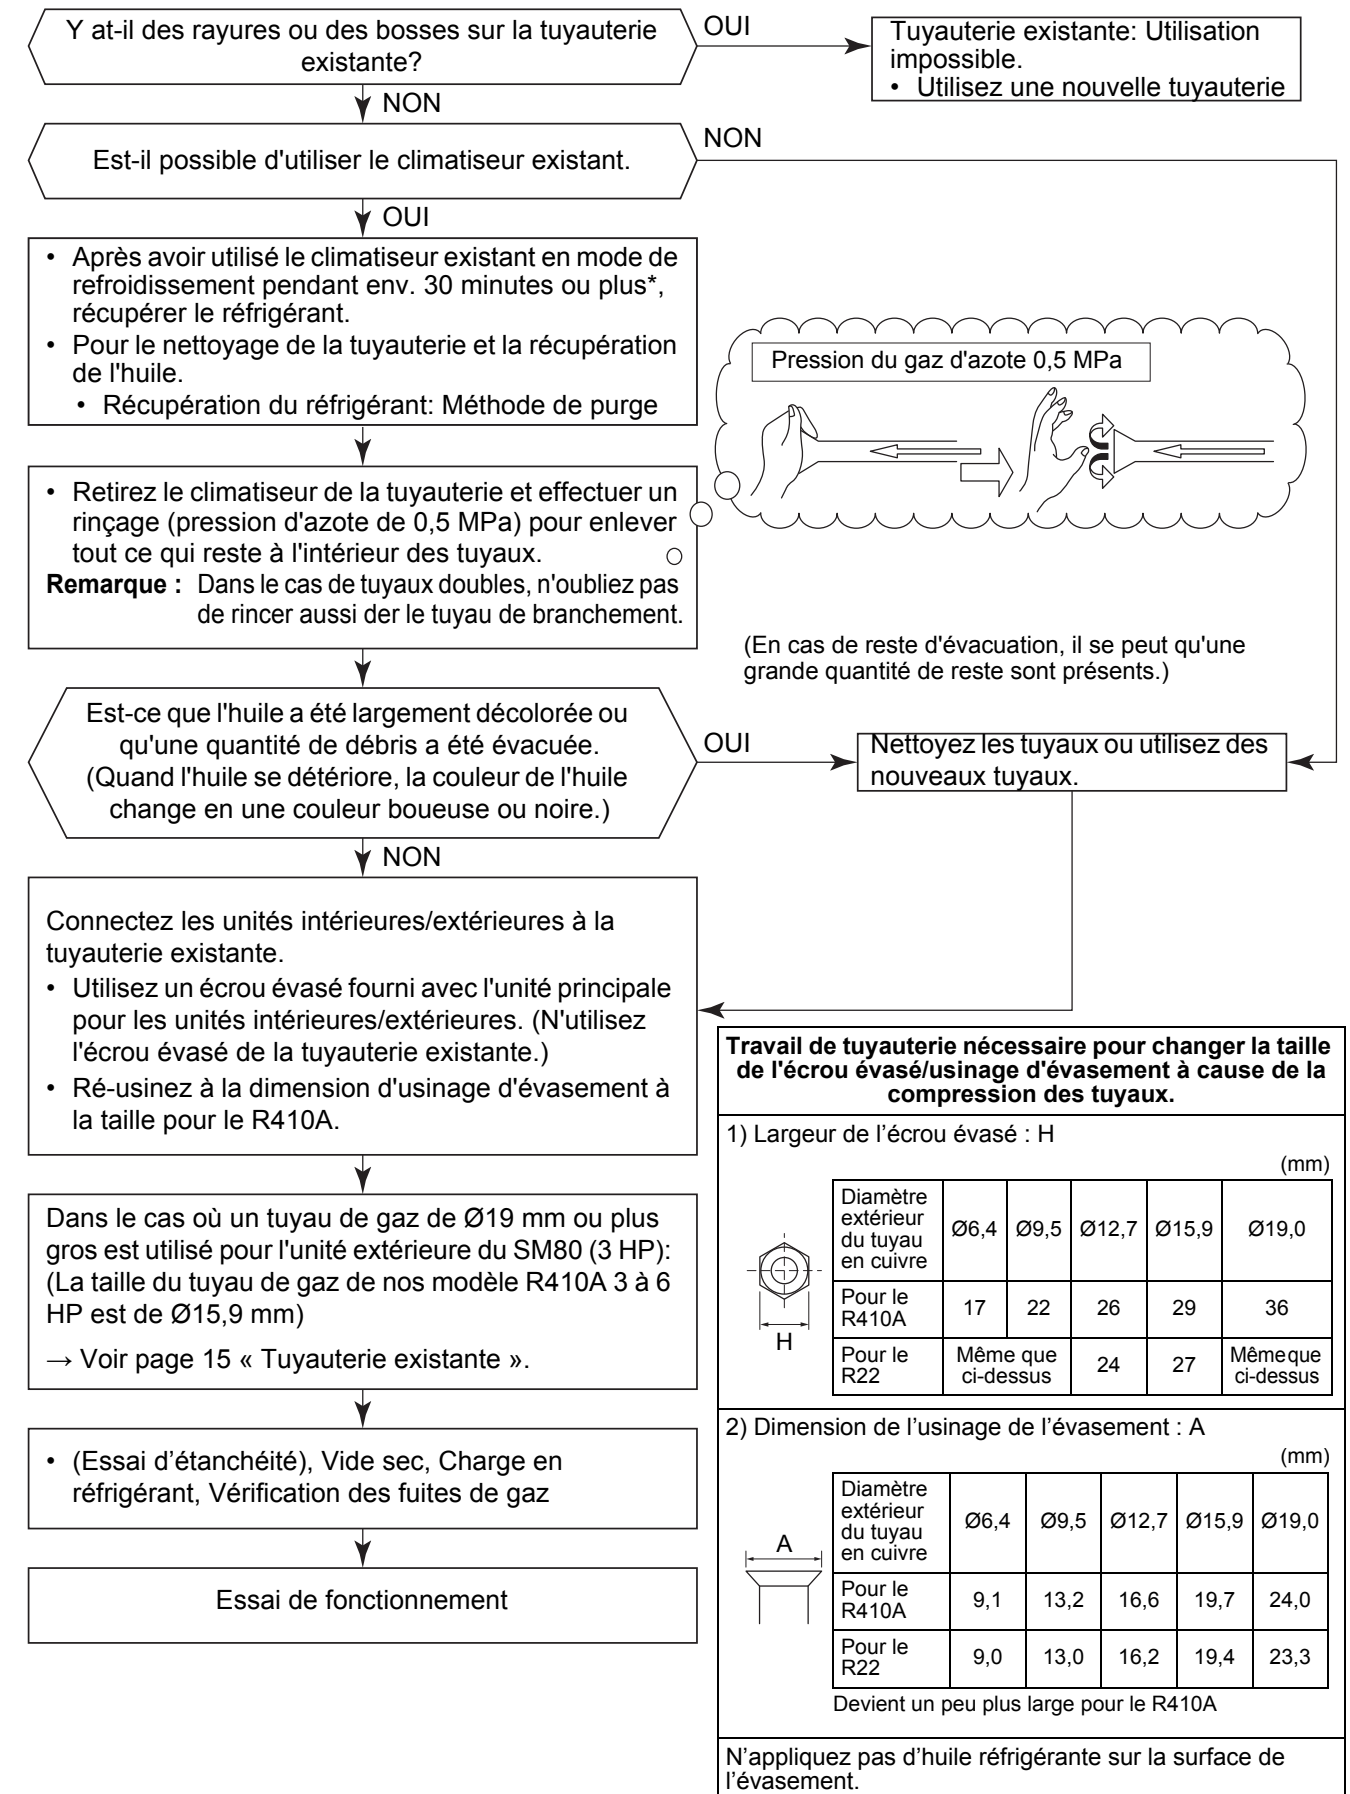 Y at-il des rayures ou des bosses sur la tuyauterie
existante?
OUI
Tuyauterie existante: Utilisation
impossible.
• Utilisez une nouvelle tuyauterie
NON
Est-il possible d'utiliser le climatiseur existant.
NON
OUI
• Après avoir utilisé le climatiseur existant en mode de
refroidissement pendant env. 30 minutes ou plus*,
récupérer le réfrigérant.
• Pour le nettoyage de la tuyauterie et la récupération
de l'huile.
• Récupération du réfrigérant: Méthode de purge
Pression du gaz d'azote 0,5 MPa
• Retirez le climatiseur de la tuyauterie et effectuer un
rinçage (pression d'azote de 0,5 MPa) pour enlever
tout ce qui reste à l'intérieur des tuyaux.
Remarque : Dans le cas de tuyaux doubles, n'oubliez pas
de rincer aussi der le tuyau de branchement.
(En cas de reste d'évacuation, il se peut qu'une
grande quantité de reste sont présents.)
Est-ce que l'huile a été largement décolorée ou
qu'une quantité de débris a été évacuée.
(Quand l'huile se détériore, la couleur de l'huile
change en une couleur boueuse ou noire.)
OUI
Nettoyez les tuyaux ou utilisez des
nouveaux tuyaux.
NON
Connectez les unités intérieures/extérieures à la
tuyauterie existante.
• Utilisez un écrou évasé fourni avec l'unité principale
pour les unités intérieures/extérieures. (N'utilisez
l'écrou évasé de la tuyauterie existante.)
• Ré-usinez à la dimension d'usinage d'évasement à
la taille pour le R410A.
Dans le cas où un tuyau de gaz de Ø19 mm ou plus
gros est utilisé pour l'unité extérieure du SM80 (3 HP):
(La taille du tuyau de gaz de nos modèle R410A 3 à 6
HP est de Ø15,9 mm)
→ Voir page 15 « Tuyauterie existante ».
• (Essai d’étanchéité), Vide sec, Charge en
réfrigérant, Vérification des fuites de gaz
Essai de fonctionnement
Travail de tuyauterie nécessaire pour changer la taille
de l'écrou évasé/usinage d'évasement à cause de la
compression des tuyaux.
1) Largeur de l’écrou évasé : H
(mm)
H
Diamètre
extérieur
du tuyau
en cuivre
Ø6,4 Ø9,5 Ø12,7 Ø15,9 Ø19,0
Pour le
R410A
17 22 26 29 36
Pour le
R22
Même que
ci-dessus
24 27
Même que
ci-dessus
2) Dimension de l’usinage de l’évasement : A
(mm)
A
Diamètre
extérieur
du tuyau
en cuivre
Ø6,4 Ø9,5 Ø12,7 Ø15,9 Ø19,0
Pour le
R410A
9,1 13,2 16,6 19,7 24,0
Pour le
R22
9,0 13,0 16,2 19,4 23,3
Devient un peu plus large pour le R410A
N’appliquez pas d’huile réfrigérante sur la surface de
l’évasement.